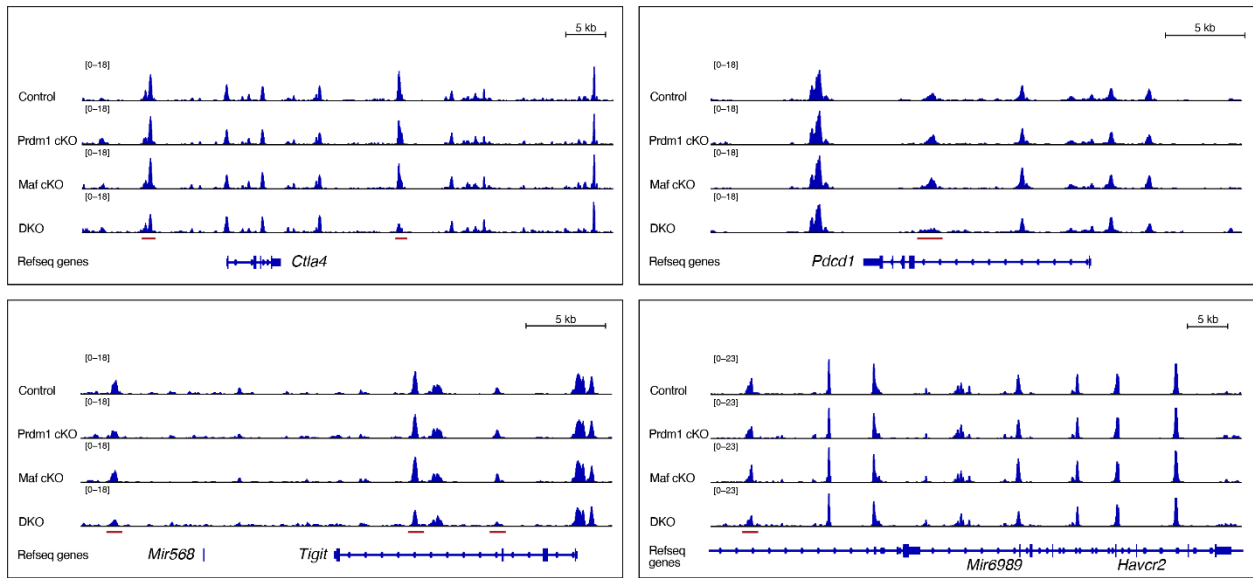 5 kb
[0–18]
Control
[0–18]
Prdm1 cKO
[0–18]
Maf cKO
[0–18]
DKO
Refseq genes
Ctla4
5 kb
[0–18]
Control
[0–18]
Prdm1 cKO
[0–18]
Maf cKO
[0–18]
DKO
Refseq genes
Pdcd1
5 kb
[0–18]
Control
[0–18]
Prdm1 cKO
[0–18]
Maf cKO
[0–18]
DKO
Refseq genes
Mir568
Tigit
5 kb
[0–23]
Control
[0–23]
Prdm1 cKO
[0–23]
Maf cKO
[0–23]
DKO
Refseq
genes
Mir6989
Havcr2